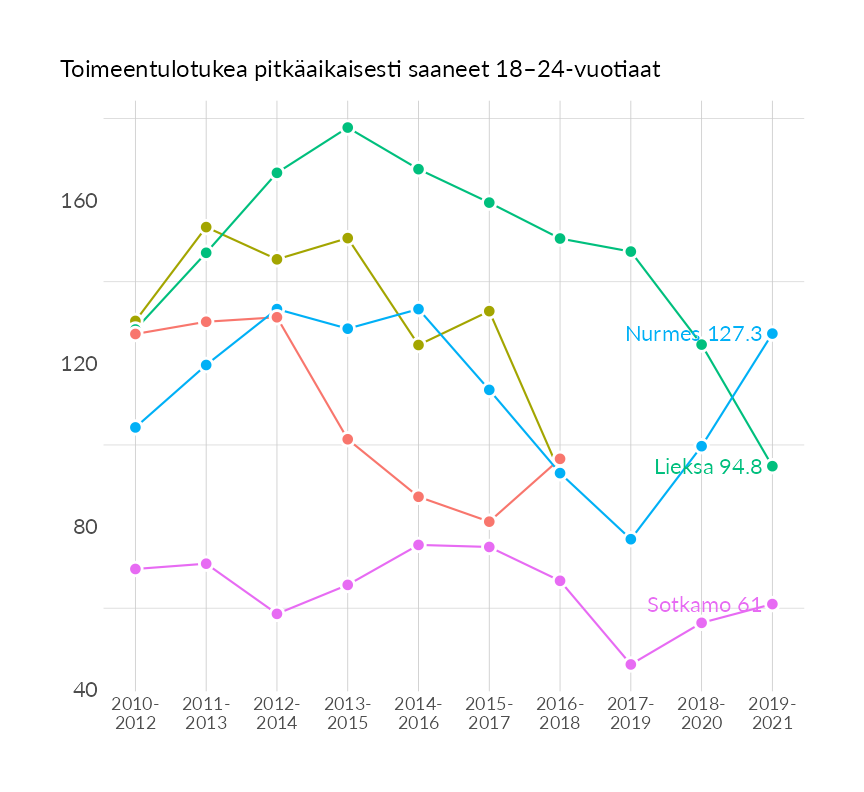 Toimeentulotukea pitkäaikaisesti saaneet 18–24-vuotiaat
160
120
80
40
Nurmes 127.3
Lieksa 94.8
Sotkamo 61
2010- 2011- 2012- 2013- 2014- 2015- 2016- 2017- 2018- 2019-
2012 2013 2014 2015 2016 2017 2018 2019 2020 2021